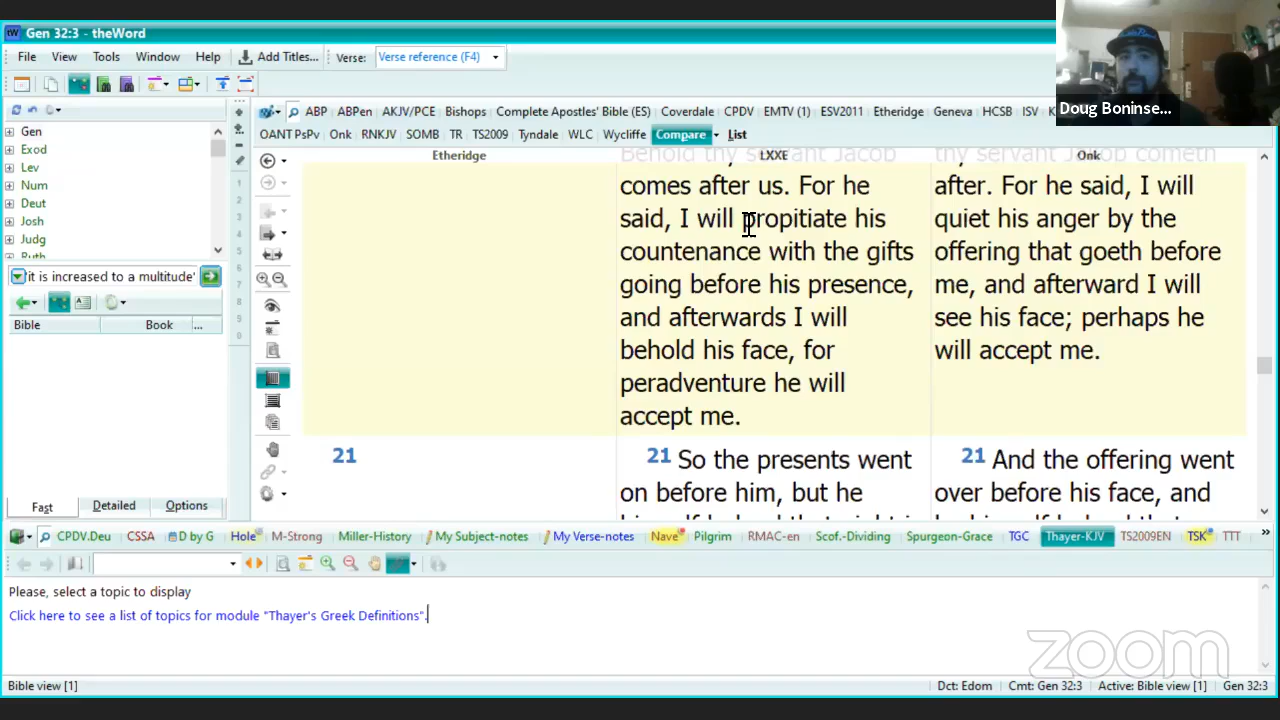 Gen 32:3 - theWord
File View Tools Window Help Add Titles... Verse: Verse reference (F4)
Doug Boninse...
ABP ABPen AKJV/PCE Bishops Complete Apostles' Bible (ES) Coverdale CPDV EMTV (1) ESV2011 Etheridge Geneva HCSB ISV K
OANT PsPv Onk RNKJV SOMB TR TS2009 Tyndale WLC Wycliffe Compare List
Gen
Exod
Lev
Num
Deut
Josh
Judg
Ruth
it is increased to a multitude"
Bible Book ...
Fast Detailed Options
Etheridge LXXE Onk
Behold thy servant Jacob
comes after us. For he
said, I will propitiate his
countenance with the gifts
going before his presence,
and afterwards I will
behold his face, for
peradventure he will
accept me.
thy servant Jacob cometh
after. For he said, I will
quiet his anger by the
offering that goeth before
me, and afterward I will
see his face; perhaps he
will accept me.
21
21 So the presents went
on before him, but he
21 And the offering went
over before his face, and
CPDV.Deu CSSA D by G Hole M-Strong Miller-History My Subject-notes My Verse-notes Nave Pilgrim RMAC-en Scof.-Dividing Spurgeon-Grace TGC Thayer-KJV TS2009EN TSK TTT
Please, select a topic to display
Click here to see a list of topics for module "Thayer's Greek Definitions".
zoom
Bible view [1] Dct: Edom Cmt: Gen 32:3 Active: Bible view [1] Gen 32:3